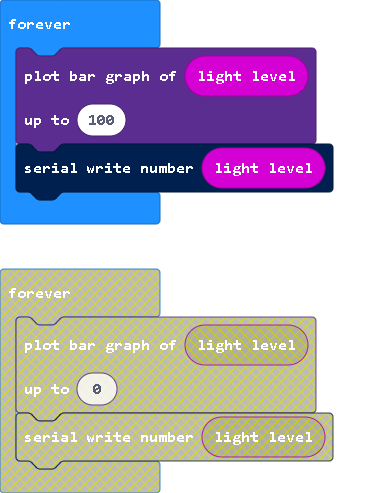 forever
plot bar graph of light level
up to 100
serial write number light level
forever
plot bar graph of light level
up to 0
serial write number light level